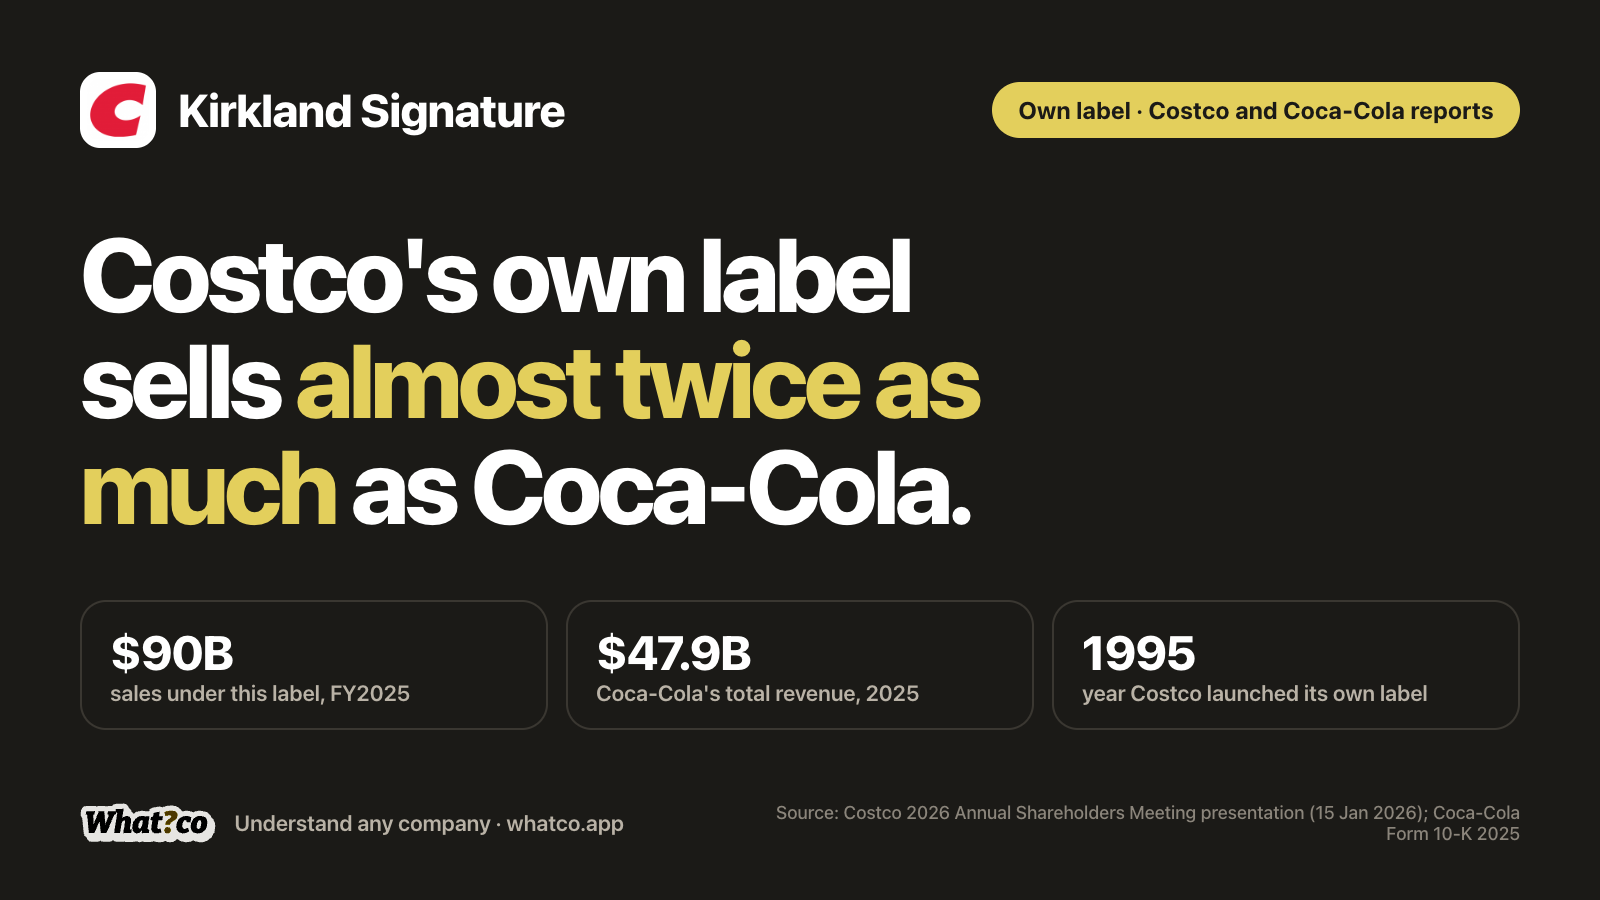 Kirkland Signature
Own label · Costco and Coca-Cola reports
Costco's own label
sells almost twice as
much as Coca-Cola.
$90B
sales under this label, FY2025
$47.9B
Coca-Cola's total revenue, 2025
1995
year Costco launched its own label
What?co
Understand any company · whatco.app
Source: Costco 2026 Annual Shareholders Meeting presentation (15 Jan 2026); Coca-Cola
Form 10-K 2025